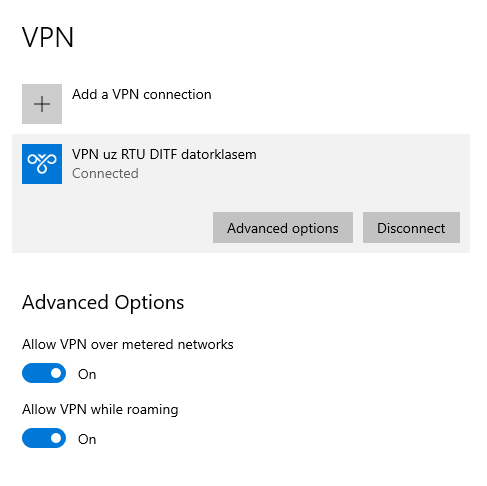 VPN
Add a VPN connection
VPN uz RTU DITF datorklasem
Connected
Advanced options
Disconnect
Advanced Options
Allow VPN over metered networks
On
Allow VPN while roaming
On